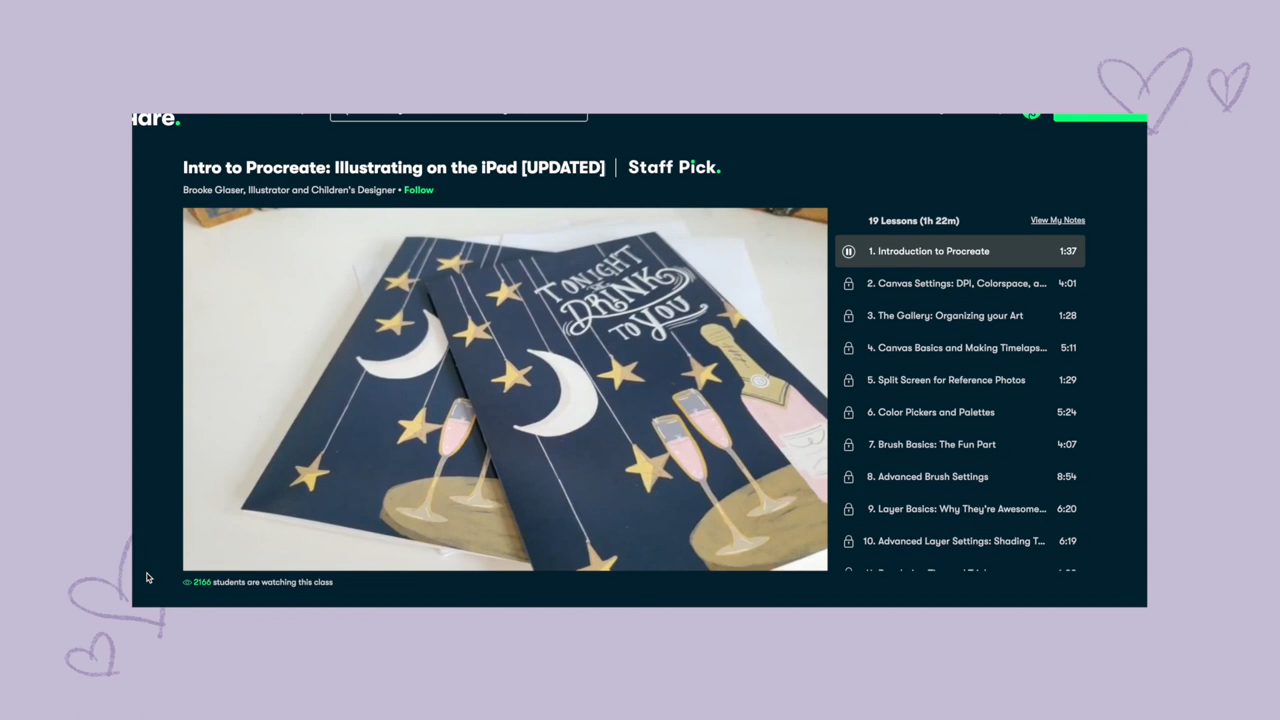 Intro to Procreate: Illustrating on the iPad [UPDATED] | Staff Pick.
Brooke Glaser, Illustrator and Children's Designer • Follow
TONIGHT
WE
DRINK
TO YOU
19 Lessons (1h 22m) View My Notes
1. Introduction to Procreate 1:37
2. Canvas Settings: DPI, Colorspace, a... 4:01
3. The Gallery: Organizing your Art 1:28
4. Canvas Basics and Making Timelaps... 5:11
5. Split Screen for Reference Photos 1:29
6. Color Pickers and Palettes 5:24
7. Brush Basics: The Fun Part 4:07
8. Advanced Brush Settings 8:54
9. Layer Basics: Why They're Awesome... 6:20
10. Advanced Layer Settings: Shading T... 6:19
2166 students are watching this class